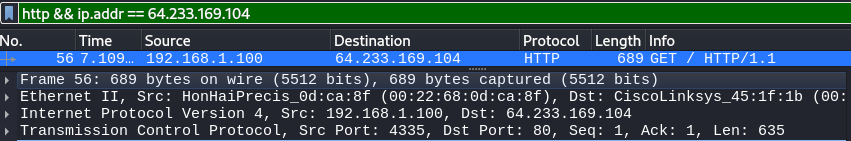 http && ip.addr == 64.233.169.104
No. Time Source Destination Protocol Length Info
56 7.109… 192.168.1.100 64.233.169.104 HTTP 689 GET / HTTP/1.1
Frame 56: 689 bytes on wire (5512 bits), 689 bytes captured (5512 bits)
Ethernet II, Src: HonHaiPrecis_0d:ca:8f (00:22:68:0d:ca:8f), Dst: CiscoLinksys_45:1f:1b (00:
Internet Protocol Version 4, Src: 192.168.1.100, Dst: 64.233.169.104
Transmission Control Protocol, Src Port: 4335, Dst Port: 80, Seq: 1, Ack: 1, Len: 635